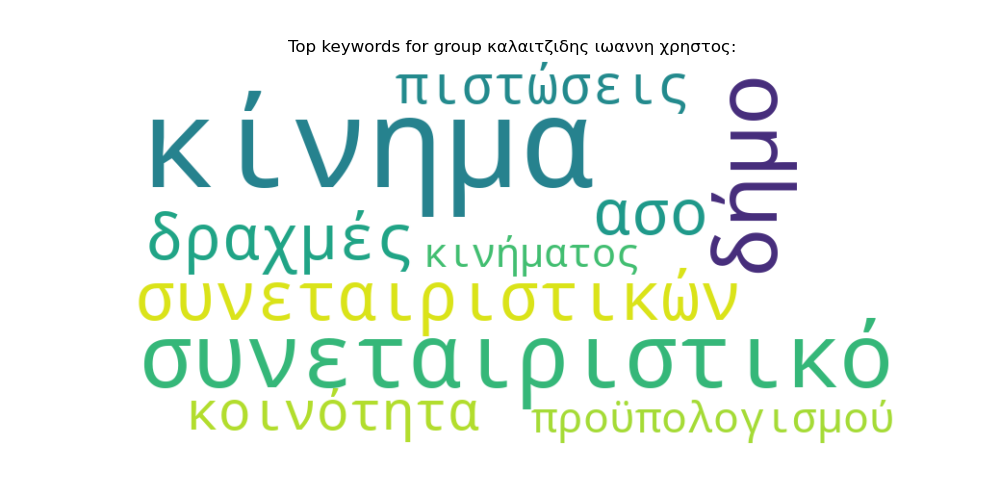 Top keywords for group καλαιτζιδης ιωαννη χρηστος:
πιστώσεις
κίνημα
δήμο
ασο
δραχμές
κινήματος
συνεταιριστικών
συνεταιριστικό
κοινότητα
προϋπολογισμού